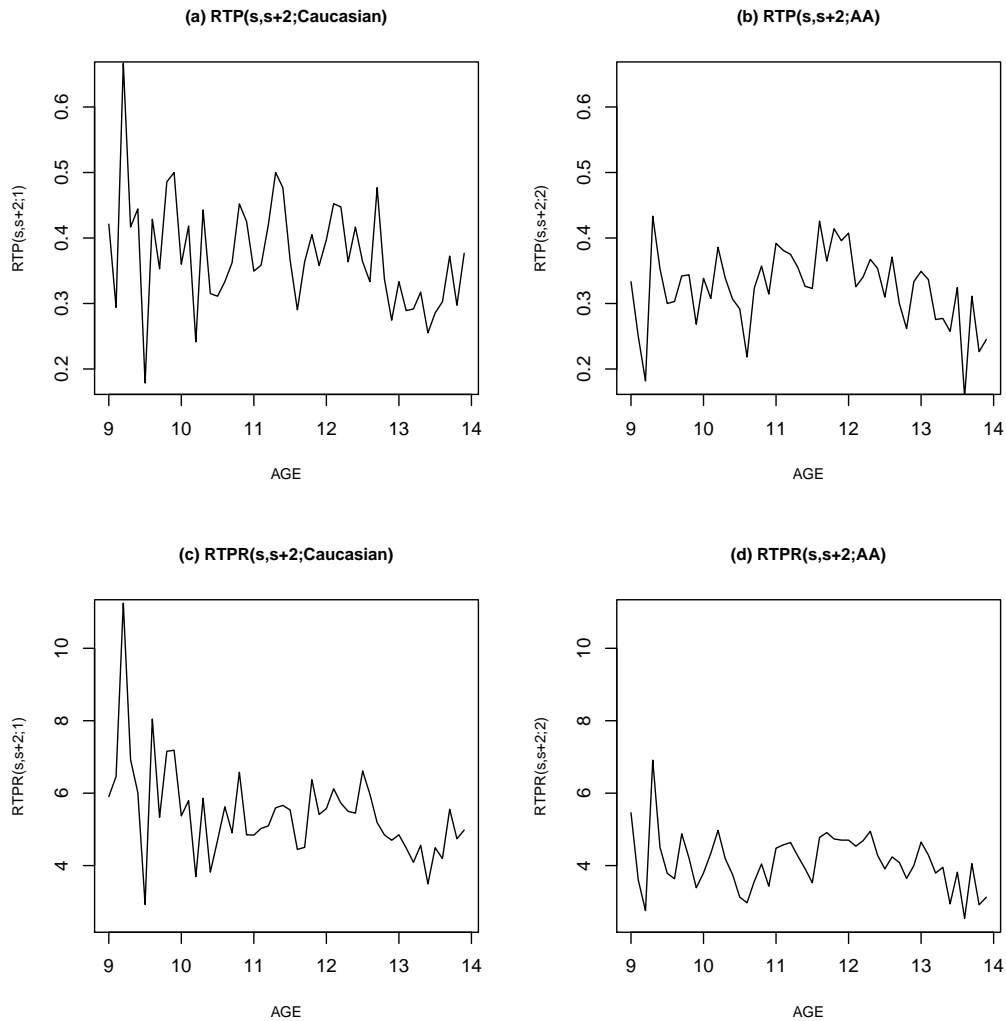 (a) RTP(s,s+2;Caucasian)
RTP(s,s+2;1)
0.6
0.5
0.4
0.3
0.2
9 10 11 12 13 14
AGE
(b) RTP(s,s+2;AA)
RTP(s,s+2;2)
0.6
0.5
0.4
0.3
0.2
9 10 11 12 13 14
AGE
(c) RTPR(s,s+2;Caucasian)
RTPR(s,s+2;1)
10
8
6
4
9 10 11 12 13 14
AGE
(d) RTPR(s,s+2;AA)
RTPR(s,s+2;2)
10
8
6
4
9 10 11 12 13 14
AGE